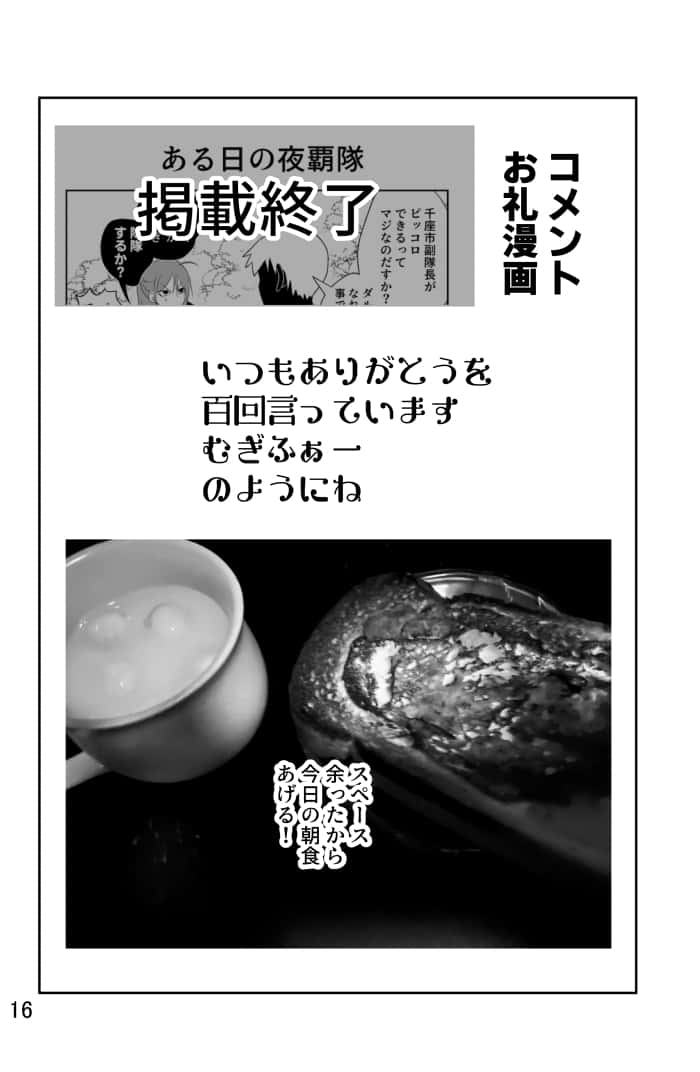 コメント
お礼漫画
ある日の夜覇隊
掲載終了
千座市副隊長が
ピッコロ
できるって
マジなのだすか?
するか?
いつもありがとうを
百回言っています
むぎふぁー
のようにね
スペース
余ったから
今日の朝食
あげる!
16